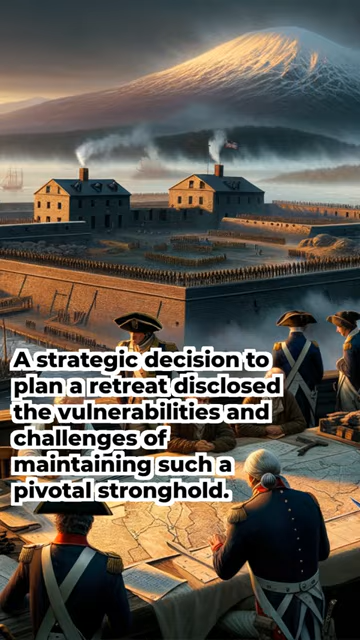 A strategic decision to
plan a retreat disclosed
the vulnerabilities and
challenges of
maintaining such a
pivotal stronghold.